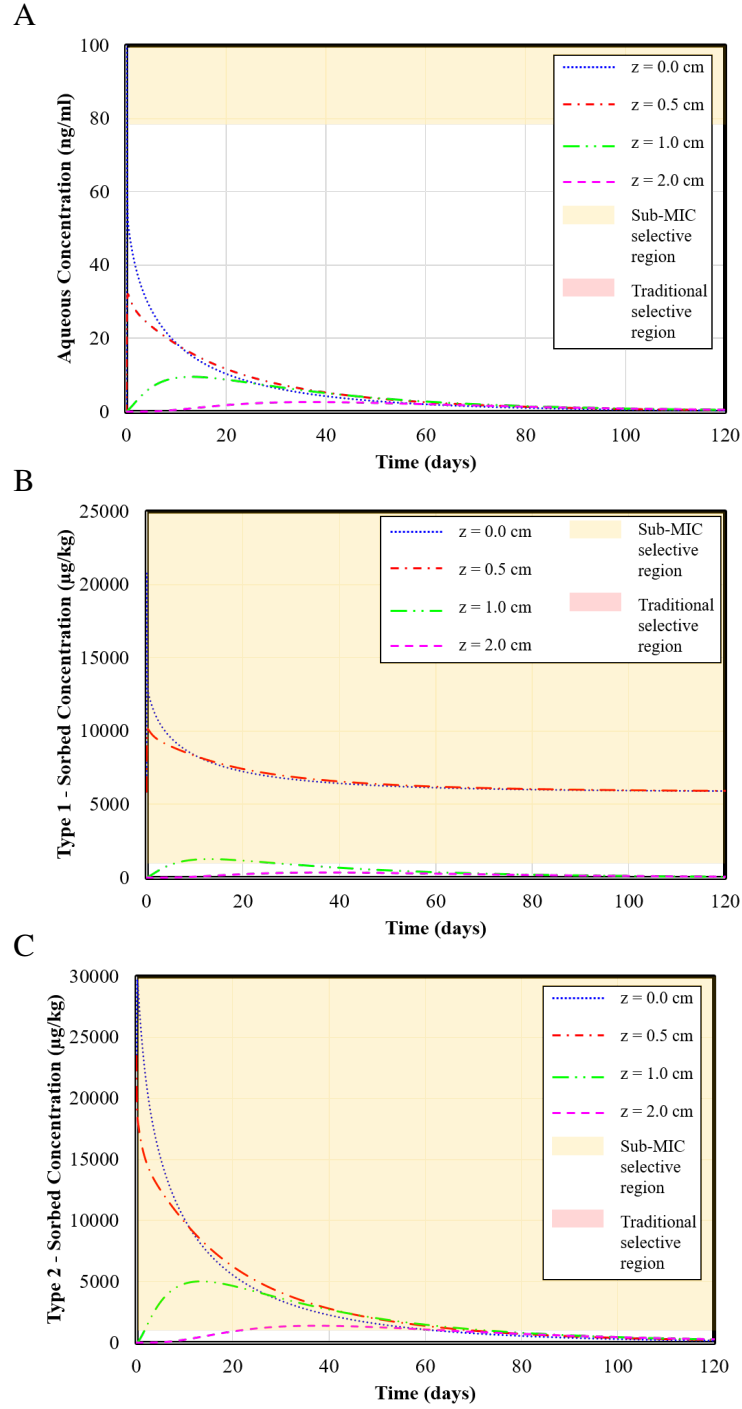 A
Aqueous Concentration (ng/ml)
100
80
60
40
20
0
0 20 40 60 80 100 120
Time (days)
z = 0.0 cm
z = 0.5 cm
z = 1.0 cm
z = 2.0 cm
Sub-MIC
selective
region
Traditional
selective
region
B
Type 1 - Sorbed Concentration (µg/kg)
25000
20000
15000
10000
5000
0
0 20 40 60 80 100 120
Time (days)
z = 0.0 cm
z = 0.5 cm
z = 1.0 cm
z = 2.0 cm
Sub-MIC
selective
region
Traditional
selective
region
C
Type 2 - Sorbed Concentration (µg/kg)
30000
25000
20000
15000
10000
5000
0
0 20 40 60 80 100 120
Time (days)
z = 0.0 cm
z = 0.5 cm
z = 1.0 cm
z = 2.0 cm
Sub-MIC
selective
region
Traditional
selective
region